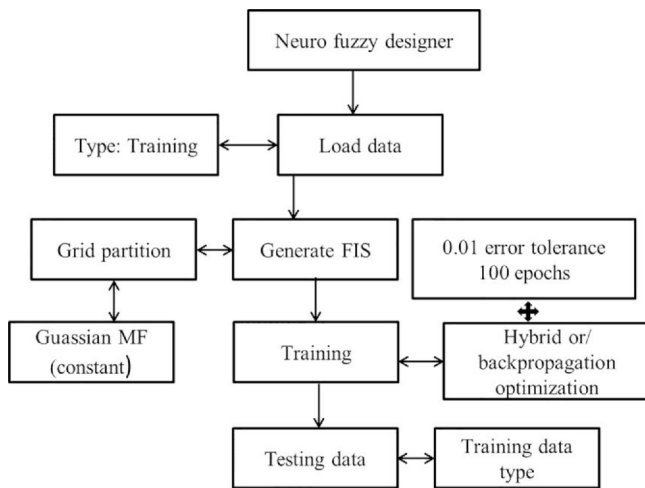 Neuro fuzzy designer
Type: Training
Load data
Grid partition
Generate FIS
0.01 error tolerance
100 epochs
Guassian MF
(constant)
Training
Hybrid or/
backpropagation
optimization
Testing data
Training data
type